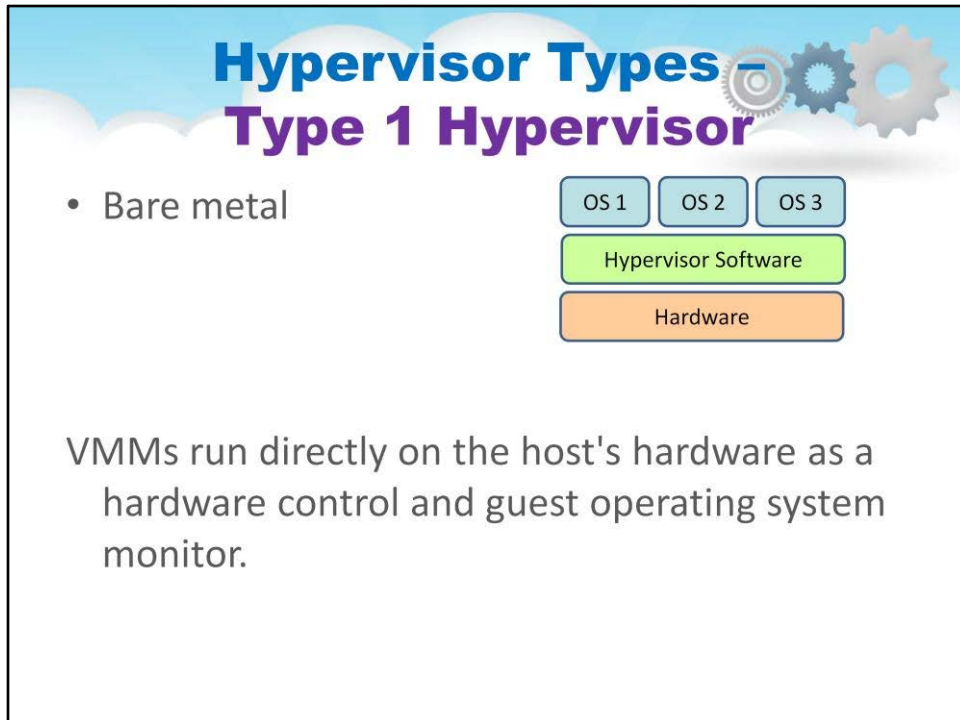 Hypervisor Types –
Type 1 Hypervisor
• Bare metal
OS 1 OS 2 OS 3
Hypervisor Software
Hardware
VMMs run directly on the host's hardware as a
hardware control and guest operating system
monitor.